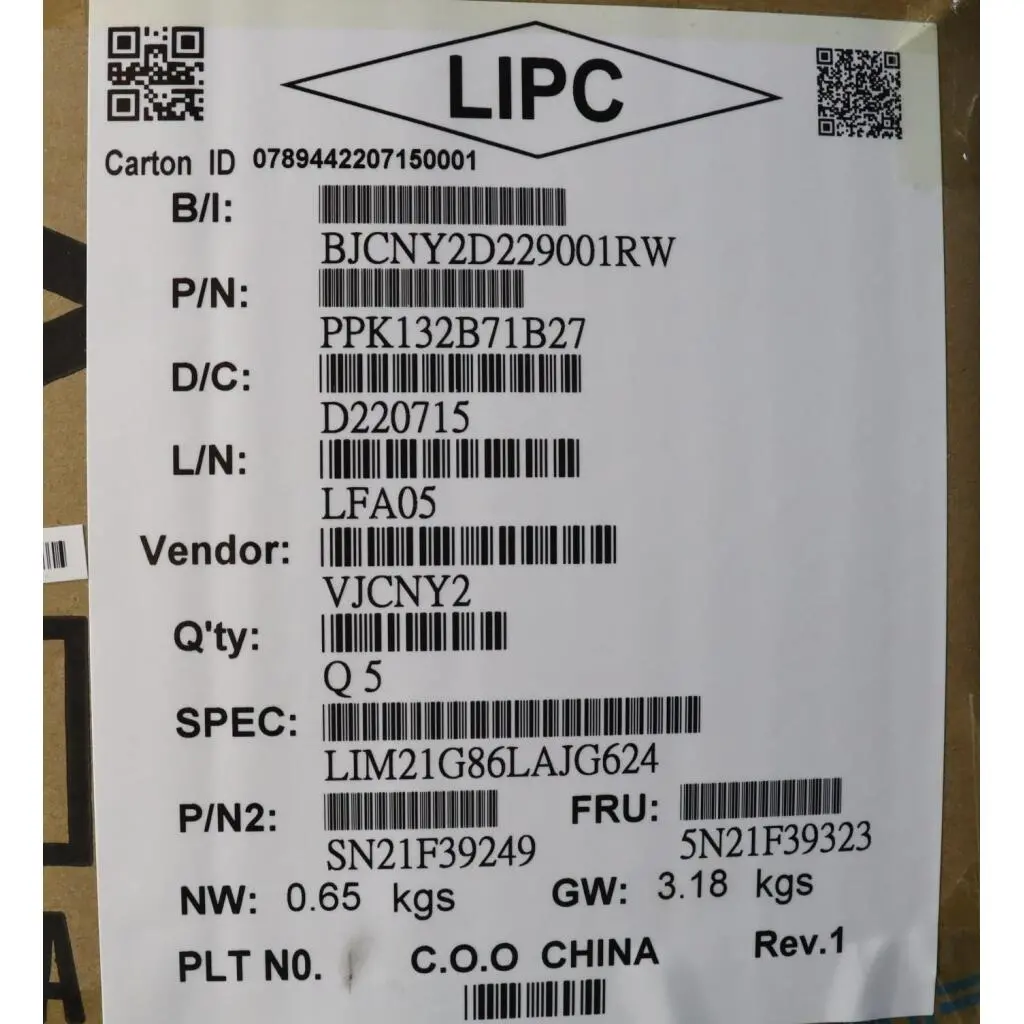 LIPC
Carton ID 0789442207150001
B/I:
BJCNY2D229001RW
P/N:
PPK132B71B27
D/C:
D220715
L/N:
LFA05
Vendor:
VJCNY2
Q'ty:
Q 5
SPEC:
LIM21G86LAJG624
P/N2: FRU:
SN21F39249 5N21F39323
NW: 0.65 kgs GW: 3.18 kgs
PLT N0. C.O.O CHINA Rev.1